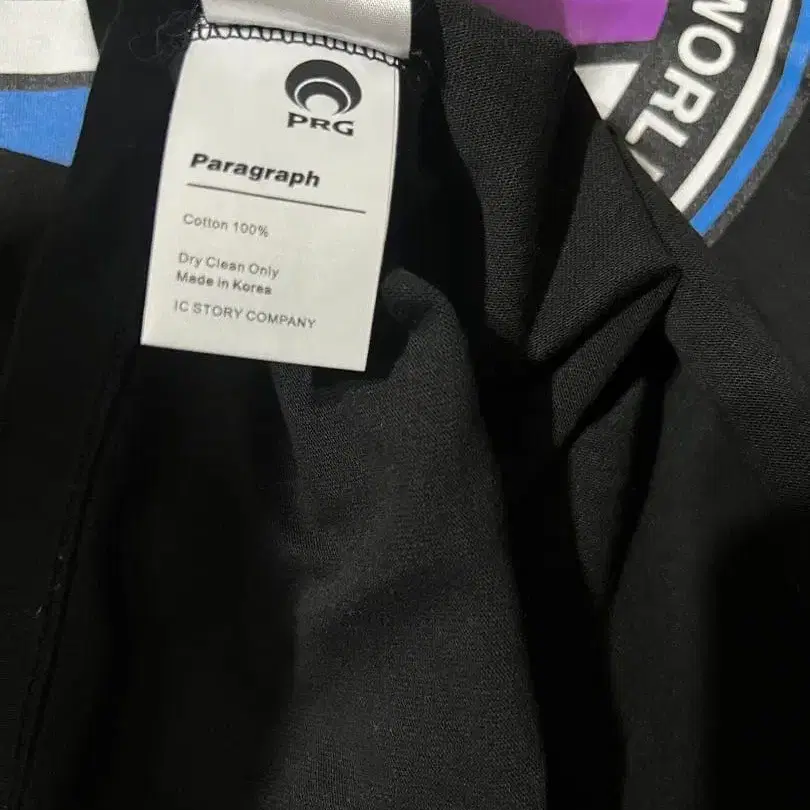 PRG
Paragraph
Cotton 100%
Dry Clean Only
Made in Korea
IC STORY COMPANY
WORL